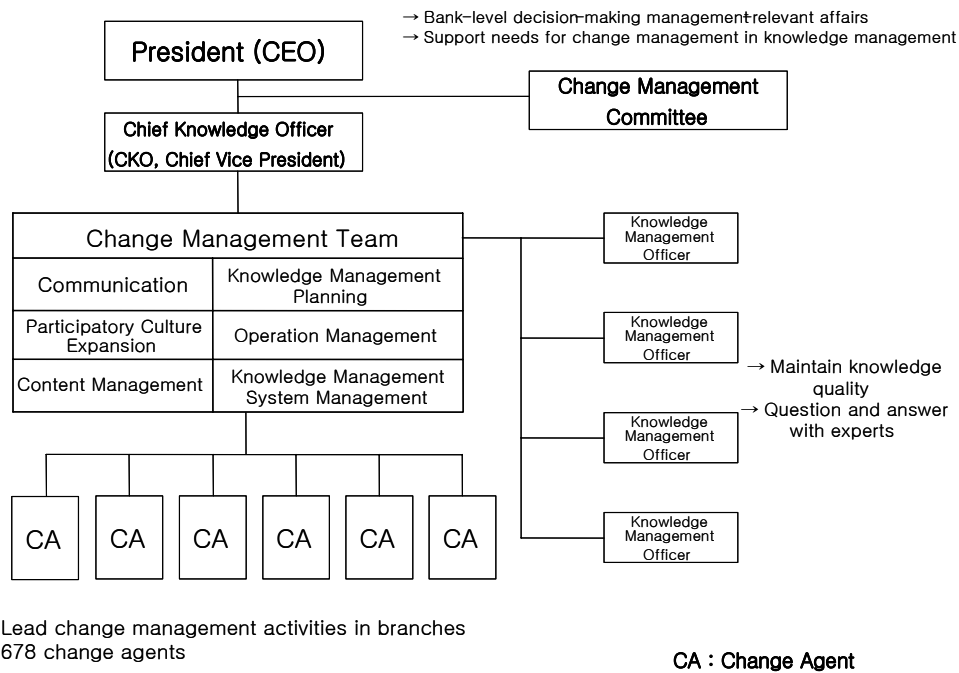 → Bank-level decision-making management-relevant affairs
→ Support needs for change management in knowledge management
President (CEO)
Change Management
Committee
Chief Knowledge Officer
(CKO, Chief Vice President)
Change Management Team
Communication
Knowledge Management
Planning
Participatory Culture
Expansion
Operation Management
Content Management
Knowledge Management
System Management
Knowledge
Management
Officer
Knowledge
Management
Officer
Knowledge
Management
Officer
Knowledge
Management
Officer
→ Maintain knowledge
quality
→ Question and answer
with experts
CA
CA
CA
CA
CA
CA
Lead change management activities in branches
678 change agents
CA : Change Agent